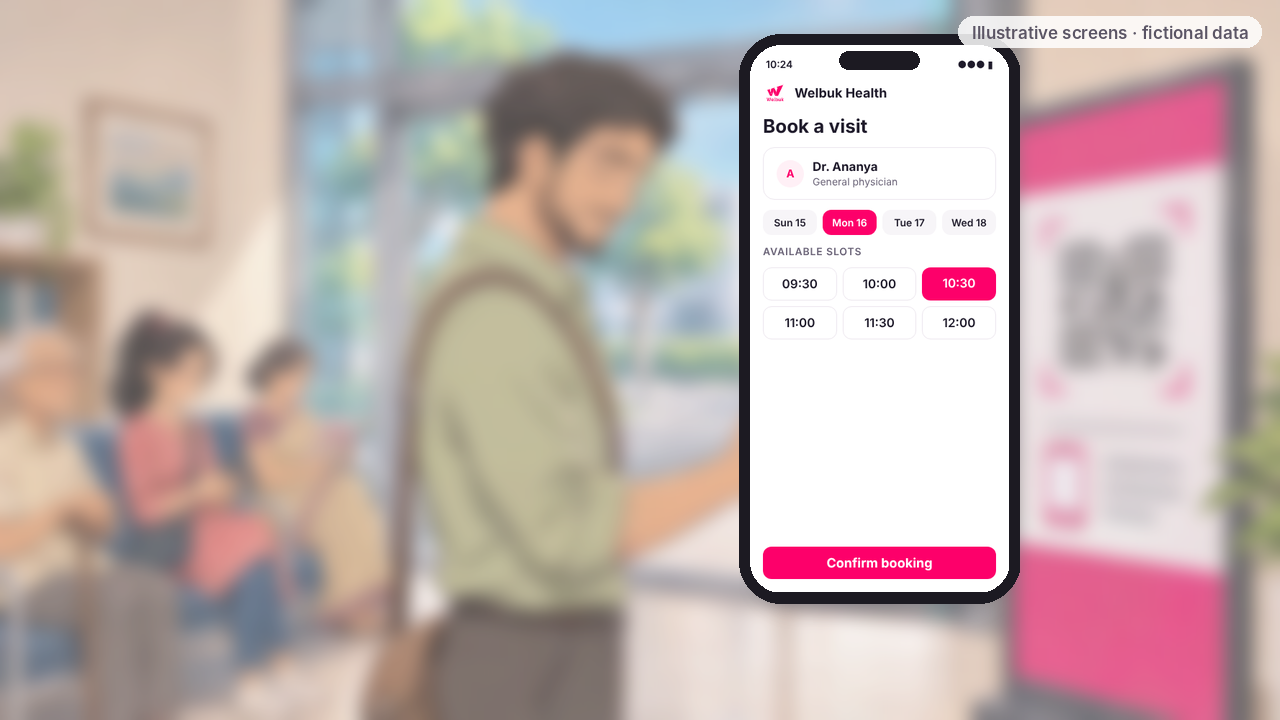 Illustrative screens · fictional data
10:24
Welbuk
Welbuk Health
Book a visit
A
Dr. Ananya
General physician
Sun 15
Mon 16
Tue 17
Wed 18
AVAILABLE SLOTS
09:30
10:00
10:30
11:00
11:30
12:00
Confirm booking